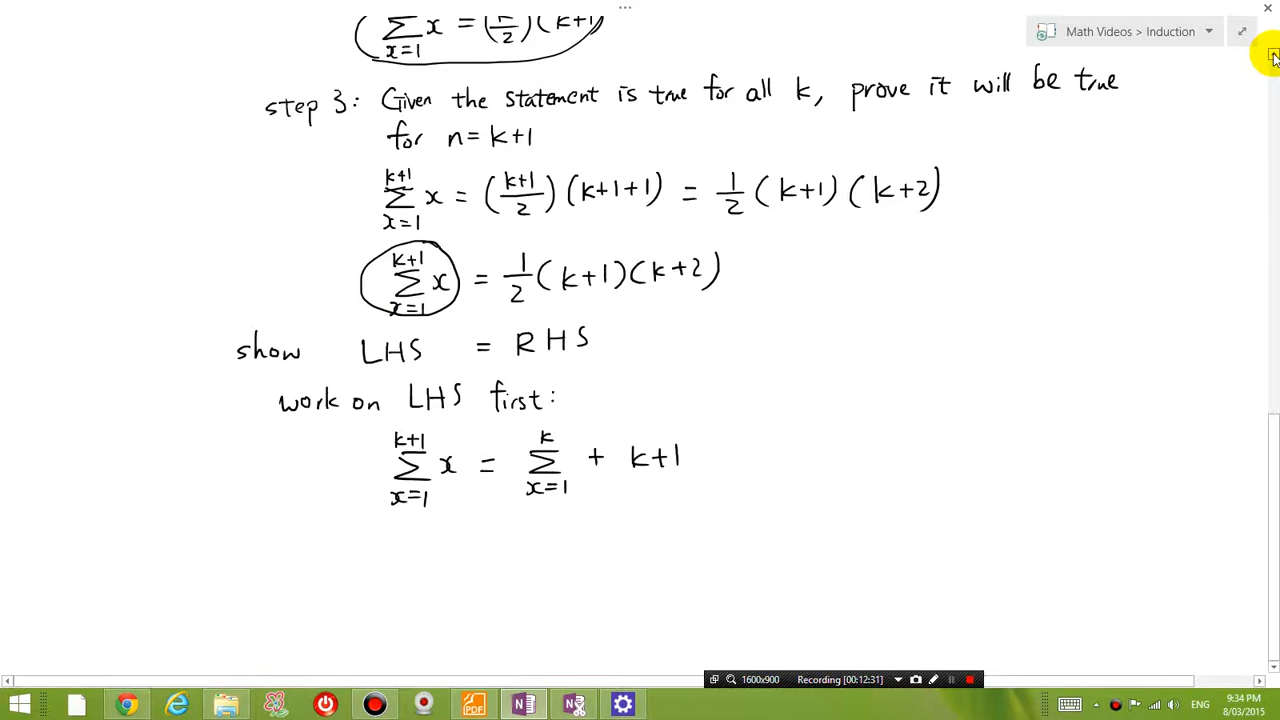 ...
Math Videos > Induction
∑ x=1 x = (k/2)(k+1)
step 3: Given the statement is true for all k, prove it will be true
for n = k+1
k+1 ∑ x=1 x = (k+1/2)(k+1+1) = 1/2 (k+1)(k+2)
k+1 ∑ x=1 x = 1/2 (k+1)(k+2)
show LHS = RHS
work on LHS first:
k+1 ∑ x=1 x = k ∑ x=1 + k+1
1600x900 Recording [00:12:31]
ENG 9:34 PM
8/03/2015